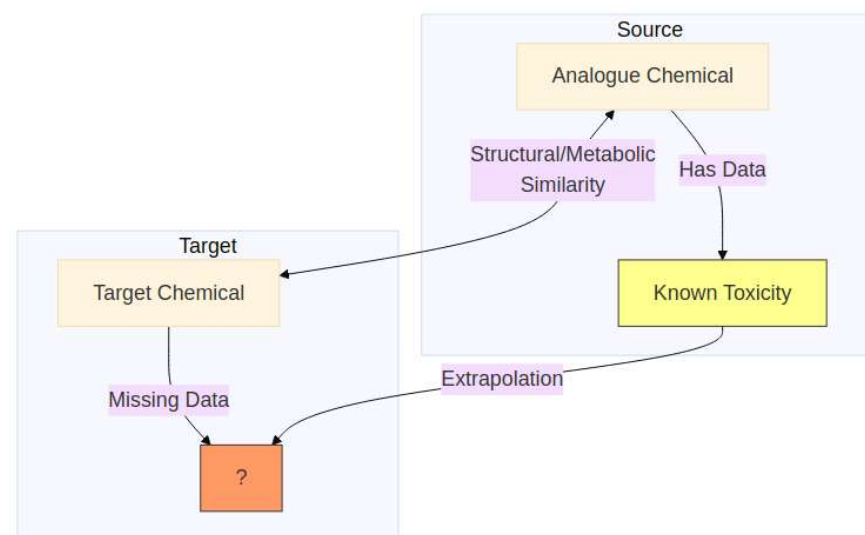 Source
Analogue Chemical
Structural/Metabolic
Similarity
Has Data
Target
Target Chemical
Known Toxicity
Extrapolation
Missing Data
?